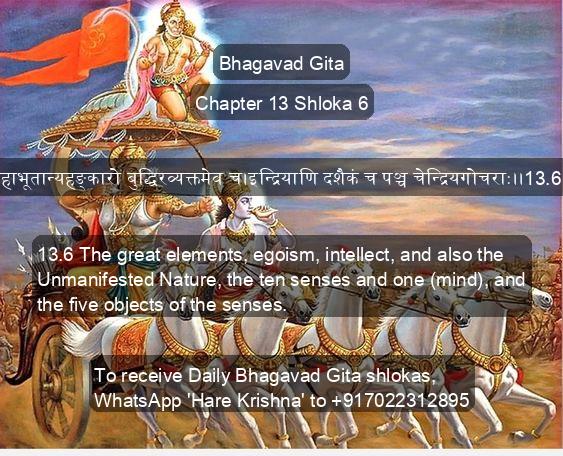 Bhagavad Gita
Chapter 13 Shloka 6
हाभूतान्यहङ्कारो बुद्धिरव्यक्तमेव च।इन्द्रियाणि दशैकं च पञ्च चेन्द्रियगोचराः।।13.6
13.6 The great elements, egoism, intellect, and also the
Unmanifested Nature, the ten senses and one (mind), and
the five objects of the senses.
To receive Daily Bhagavad Gita shlokas,
WhatsApp 'Hare Krishna' to +917022312895